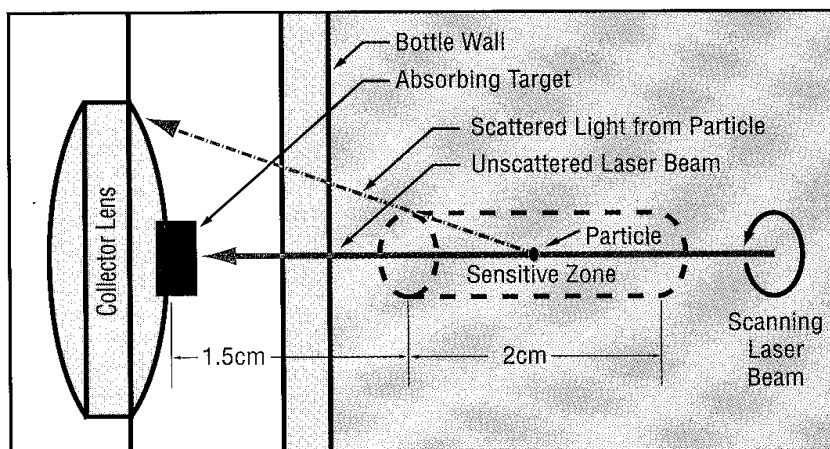 Bottle Wall
Absorbing Target
Scattered Light from Particle
Unscattered Laser Beam
Collector Lens
Particle
Sensitive Zone
1.5cm
2cm
Scanning
Laser
Beam